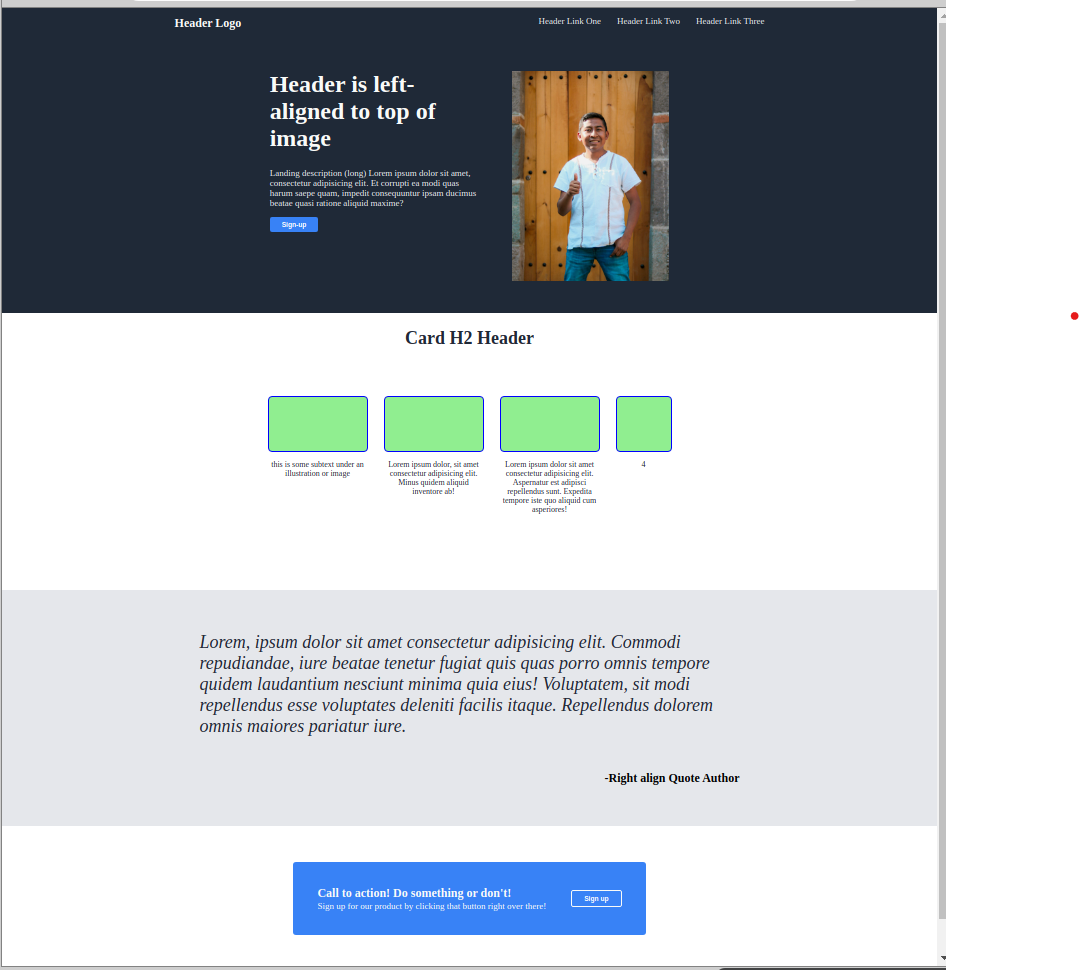 Header Logo
Header Link One
Header Link Two
Header Link Three
Header is left-
aligned to top of
image
Landing description (long) Lorem ipsum dolor sit amet,
consectetur adipisicing elit. Et corrupti ea modi quas
harum saepe quam, impedit consequuntur ipsam ducimus
beatae quasi ratione aliquid maxime?
Sign-up
Card H2 Header
this is some subtext under an
illustration or image
Lorem ipsum dolor, sit amet
consectetur adipisicing elit.
Minus quidem aliquid
inventore ab!
Lorem ipsum dolor sit amet
consectetur adipisicing elit.
Aspernatur est adipisci
repellendus sunt. Expedita
tempore iste quo aliquid cum
asperiores!
4
Lorem, ipsum dolor sit amet consectetur adipisicing elit. Commodi
repudiandae, iure beatae tenetur fugiat quis quas porro omnis tempore
quidem laudantium nesciunt minima quia eius! Voluptatem, sit modi
repellendus esse voluptates deleniti facilis itaque. Repellendus dolorem
omnis maiores pariatur iure.
-Right align Quote Author
Call to action! Do something or don't!
Sign up for our product by clicking that button right over there!
Sign up